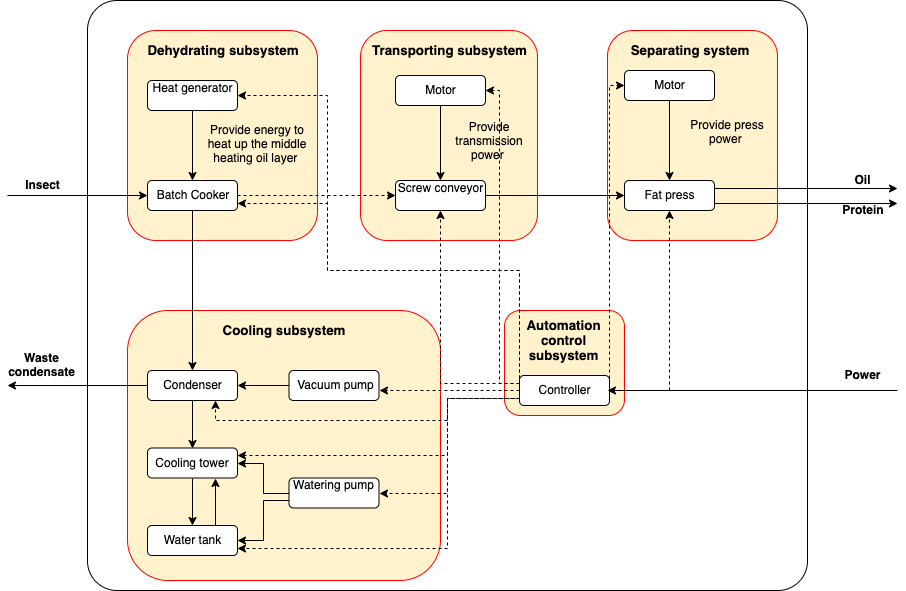 Dehydrating subsystem
Heat generator
Provide energy to
heat up the middle
heating oil layer
Batch Cooker
Transporting subsystem
Motor
Provide
transmission
power
Screw conveyor
Separating system
Motor
Provide press
power
Fat press
Insect
Oil
Protein
Cooling subsystem
Condenser
Vacuum pump
Cooling tower
Watering pump
Water tank
Automation
control
subsystem
Controller
Waste
condensate
Power